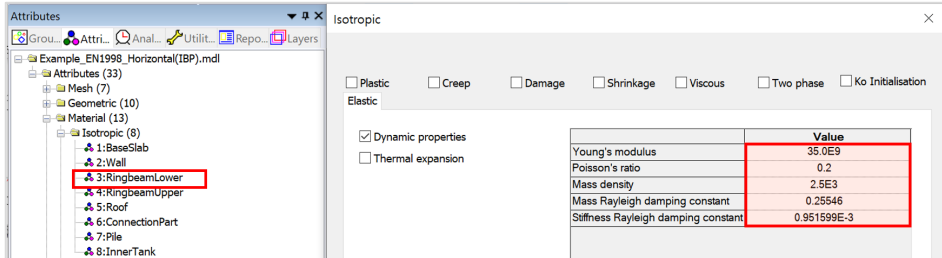 Attributes
Grou... Attri... Anal... Utilit... Repo... Layers
Example_EN1998_Horizontal(IBP).mdl
Attributes (33)
Mesh (7)
Geometric (10)
Material (13)
Isotropic (8)
1:BaseSlab
2:Wall
3:RingbeamLower
4:RingbeamUpper
5:Roof
6:ConnectionPart
7:Pile
8:InnerTank
Isotropic
Plastic Creep Damage Shrinkage Viscous Two phase Ko Initialisation
Elastic
Dynamic properties
Thermal expansion
Value
Young's modulus 35.0E9
Poisson's ratio 0.2
Mass density 2.5E3
Mass Rayleigh damping constant 0.25546
Stiffness Rayleigh damping constant 0.951599E-3